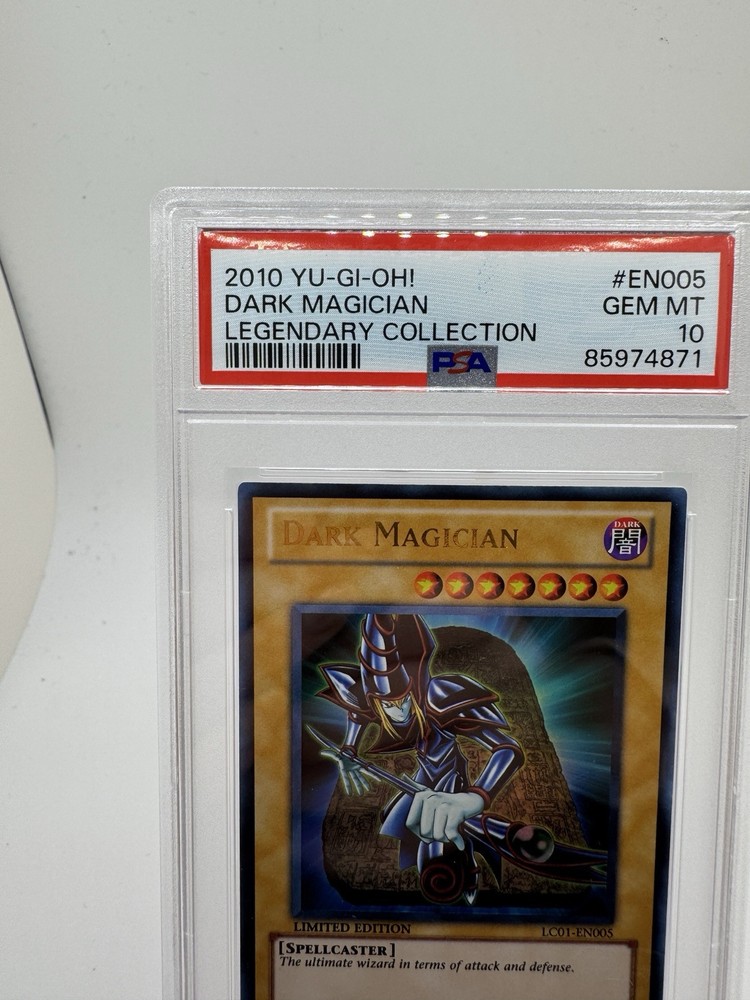 2010 YU-GI-OH! #EN005
DARK MAGICIAN GEM MT
LEGENDARY COLLECTION 10
PSA 85974871
DARK MAGICIAN
DARK
闇
LIMITED EDITION LC01-EN005
[SPELLCASTER]
The ultimate wizard in terms of attack and defense.